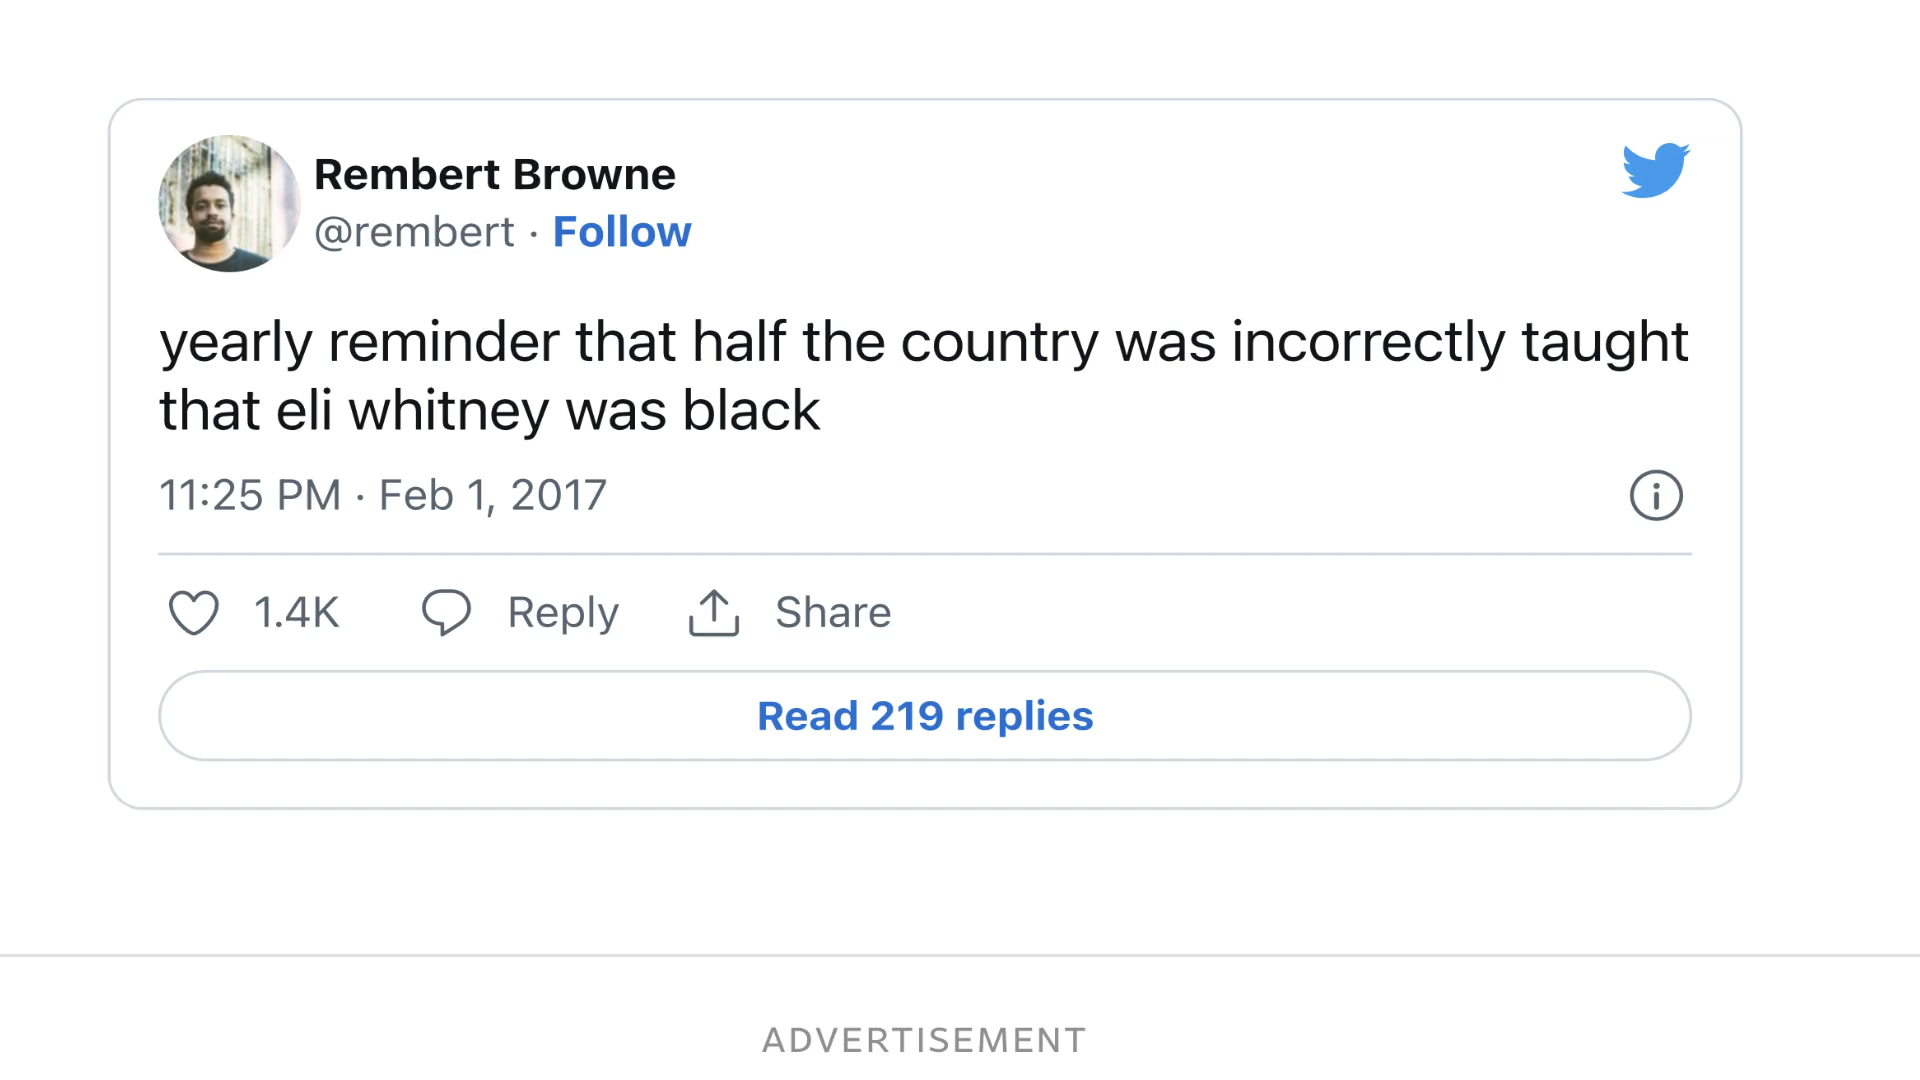 Rembert Browne
@rembert · Follow
yearly reminder that half the country was incorrectly taught
that eli whitney was black
11:25 PM · Feb 1, 2017
1.4K Reply Share
Read 219 replies
ADVERTISEMENT